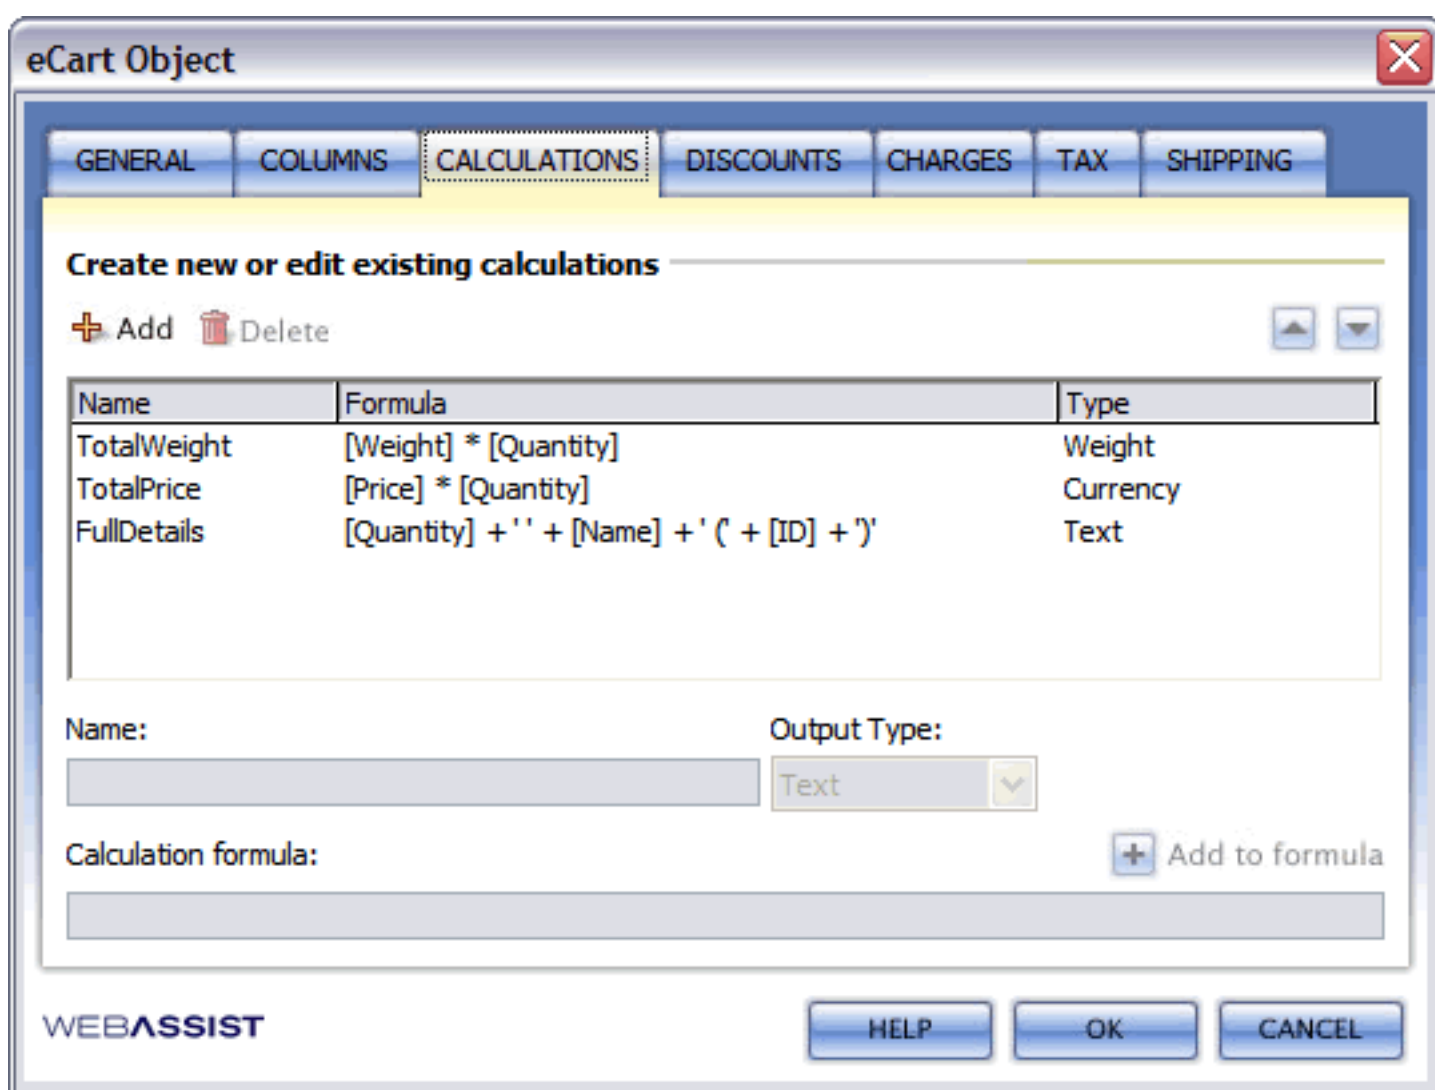 eCart Object
GENERAL COLUMNS CALCULATIONS DISCOUNTS CHARGES TAX SHIPPING
Create new or edit existing calculations
Add Delete
Name Formula Type
TotalWeight [Weight] * [Quantity] Weight
TotalPrice [Price] * [Quantity] Currency
FullDetails [Quantity] + ' ' + [Name] + ' (' + [ID] + ')' Text
Name: Output Type:
Text
Calculation formula: Add to formula
WEBASSIST HELP OK CANCEL